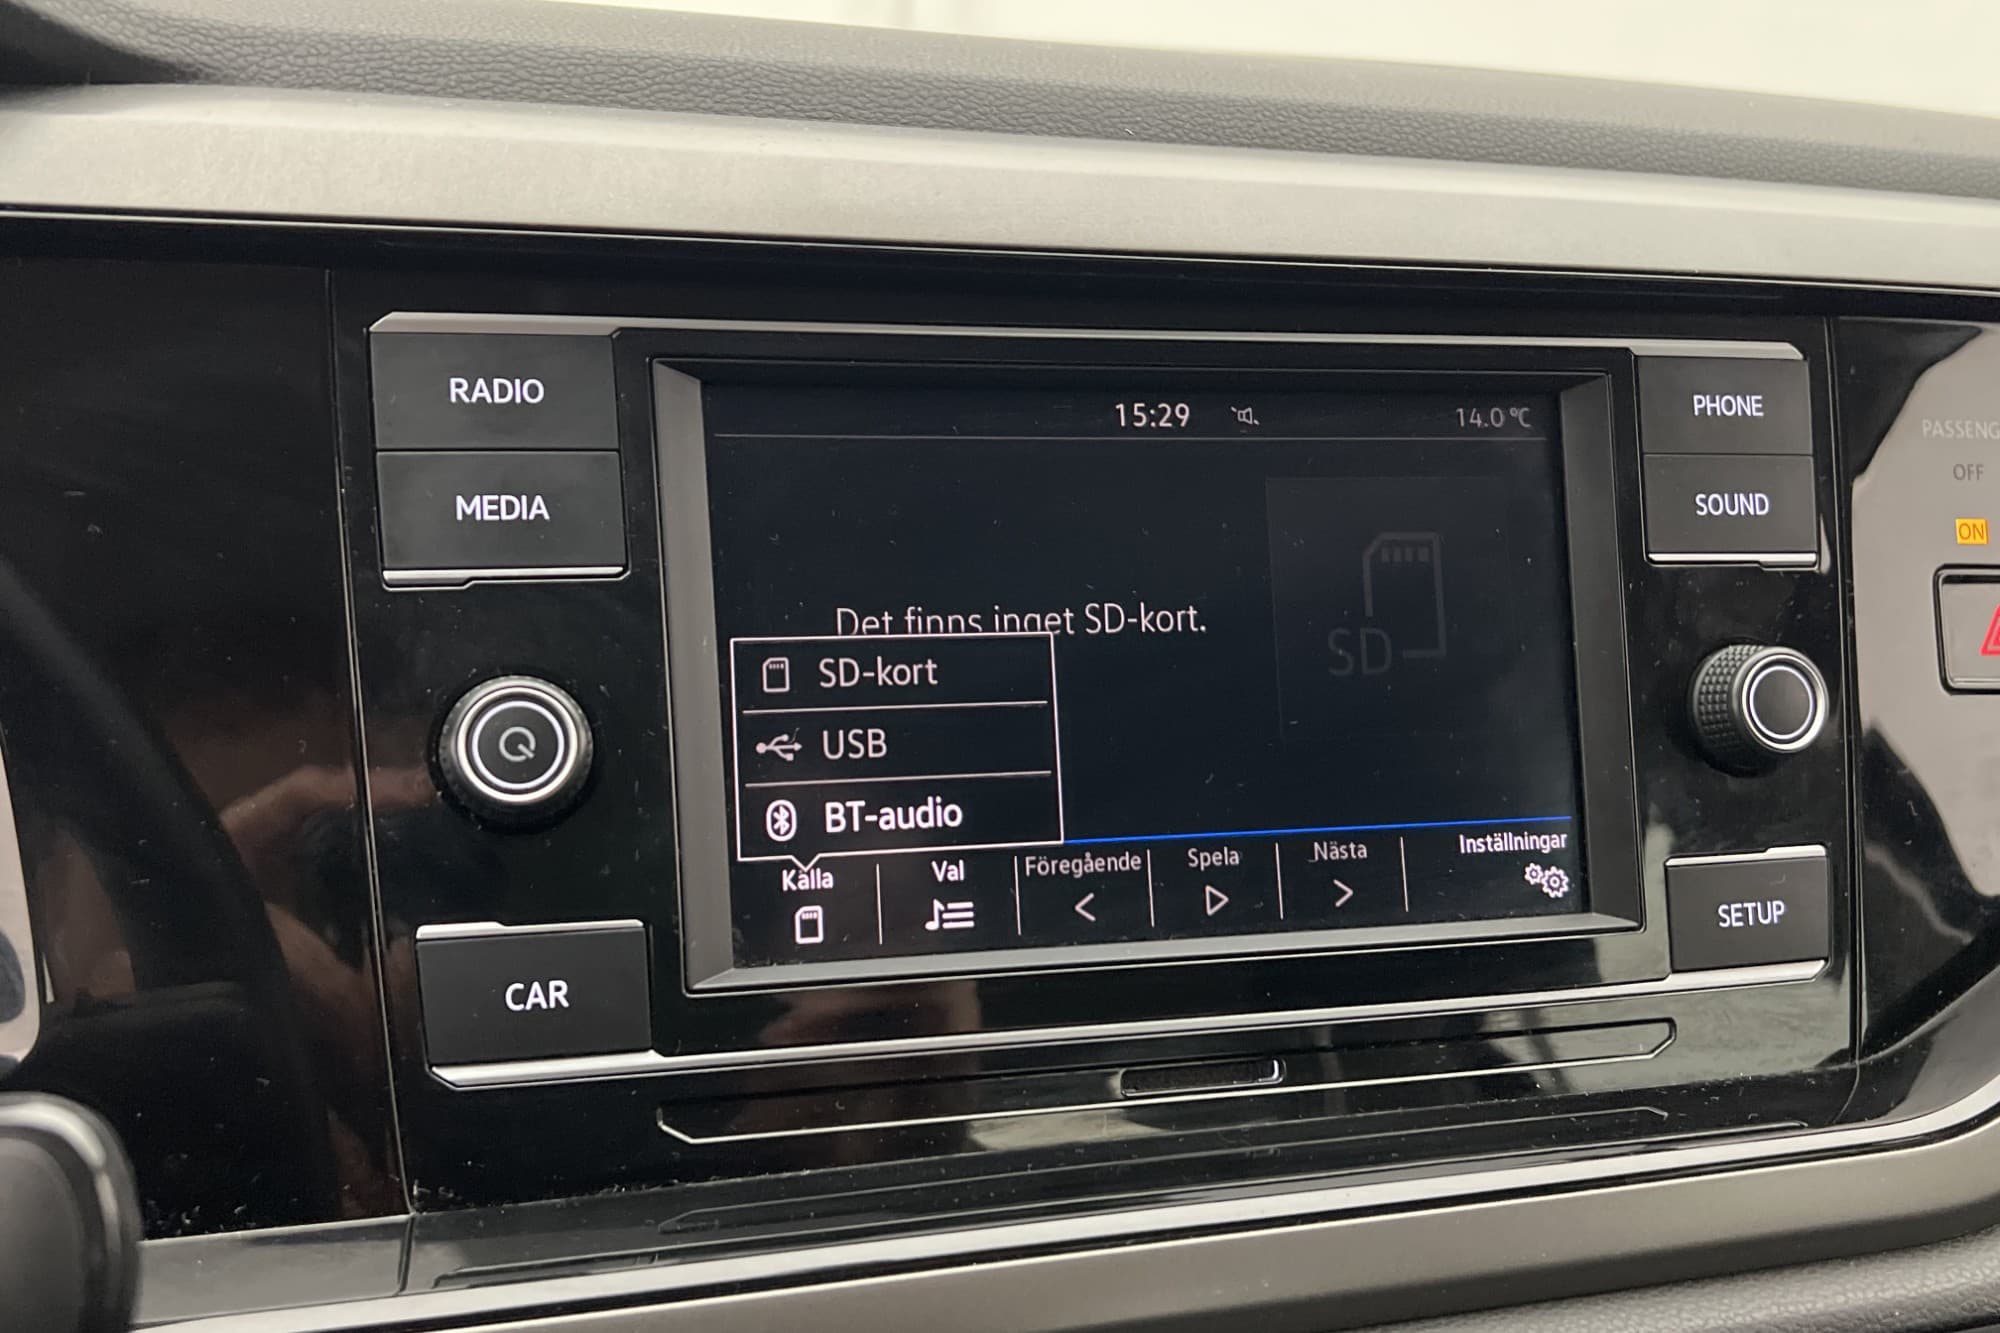 RADIO
MEDIA
CAR
15:29
14.0 °C
Det finns inget SD-kort.
SD
SD-kort
USB
BT-audio
Källa
Val
Föregående
Spela
Nästa
Inställningar
PHONE
SOUND
SETUP
OFF
ON